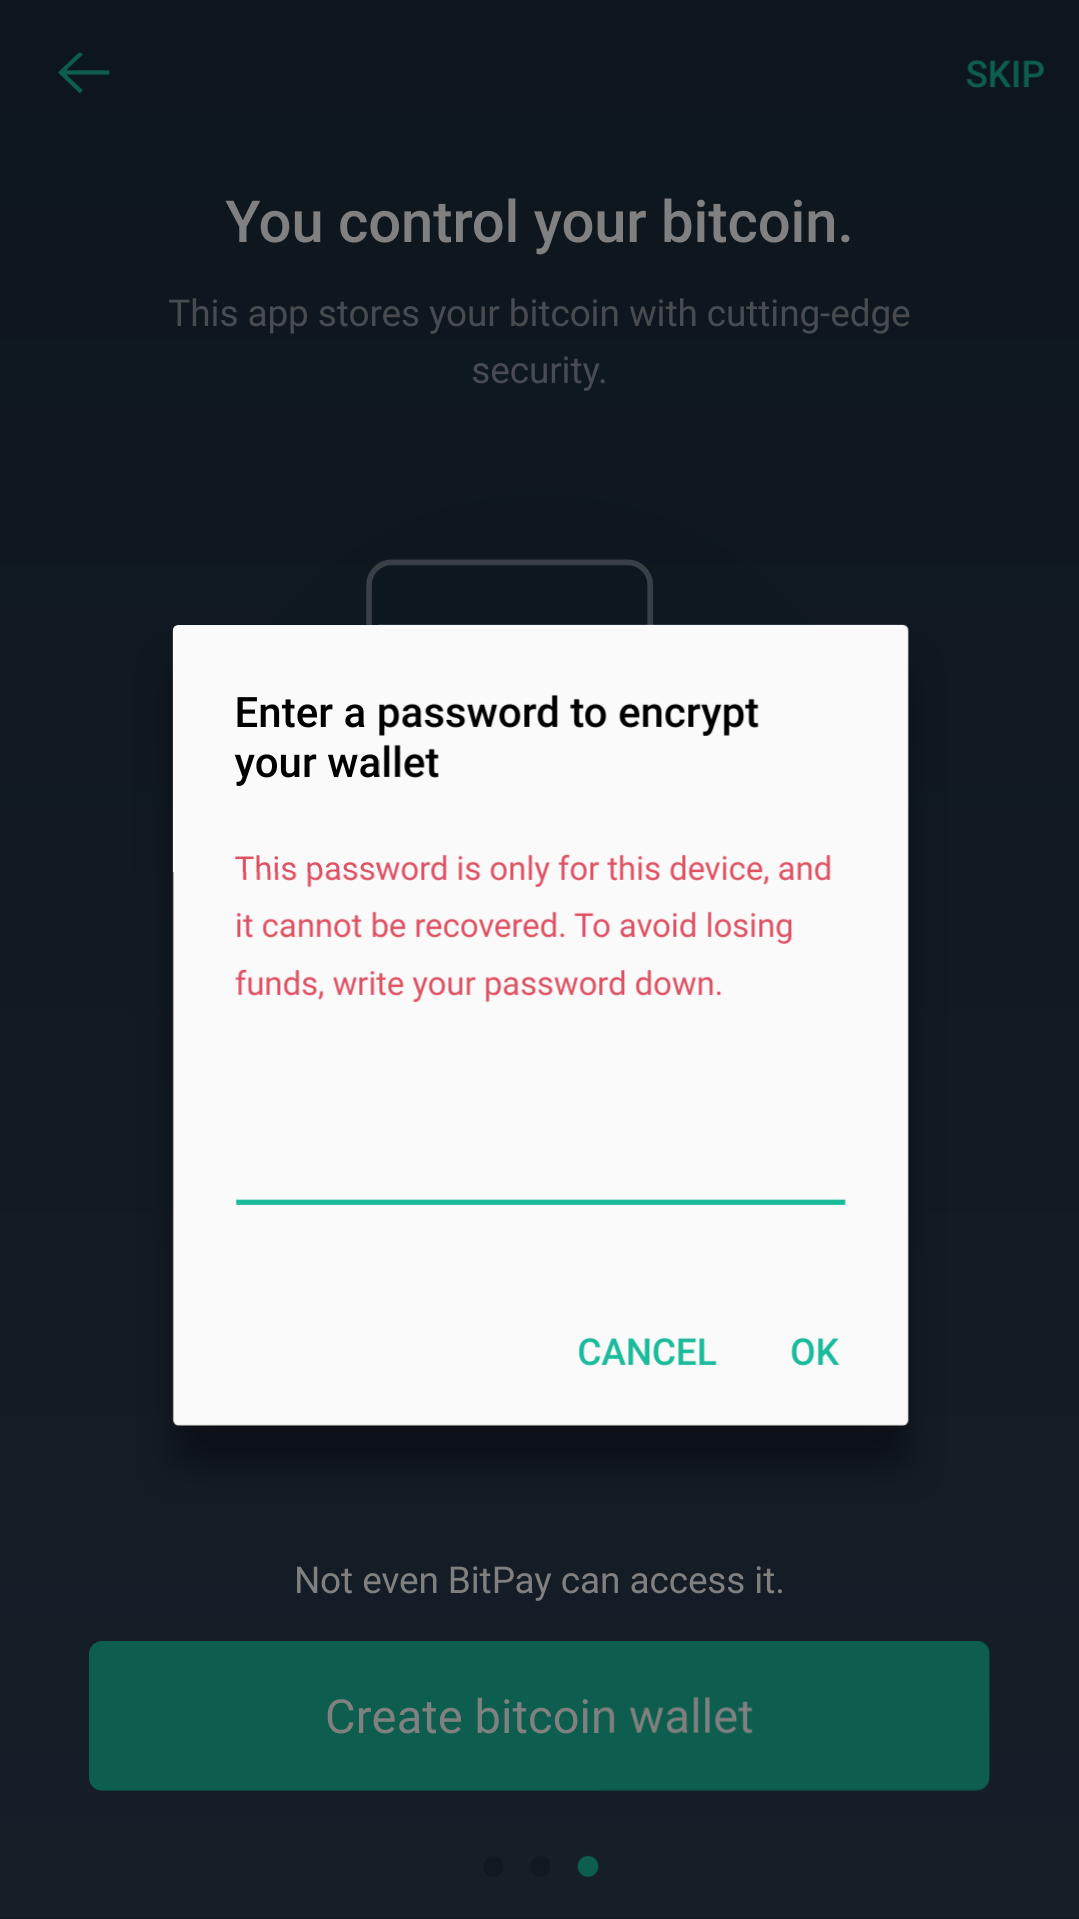 SKIP
You control your bitcoin.
This app stores your bitcoin with cutting-edge
security.
Enter a password to encrypt
your wallet
This password is only for this device, and
it cannot be recovered. To avoid losing
funds, write your password down.
CANCEL OK
Not even BitPay can access it.
Create bitcoin wallet